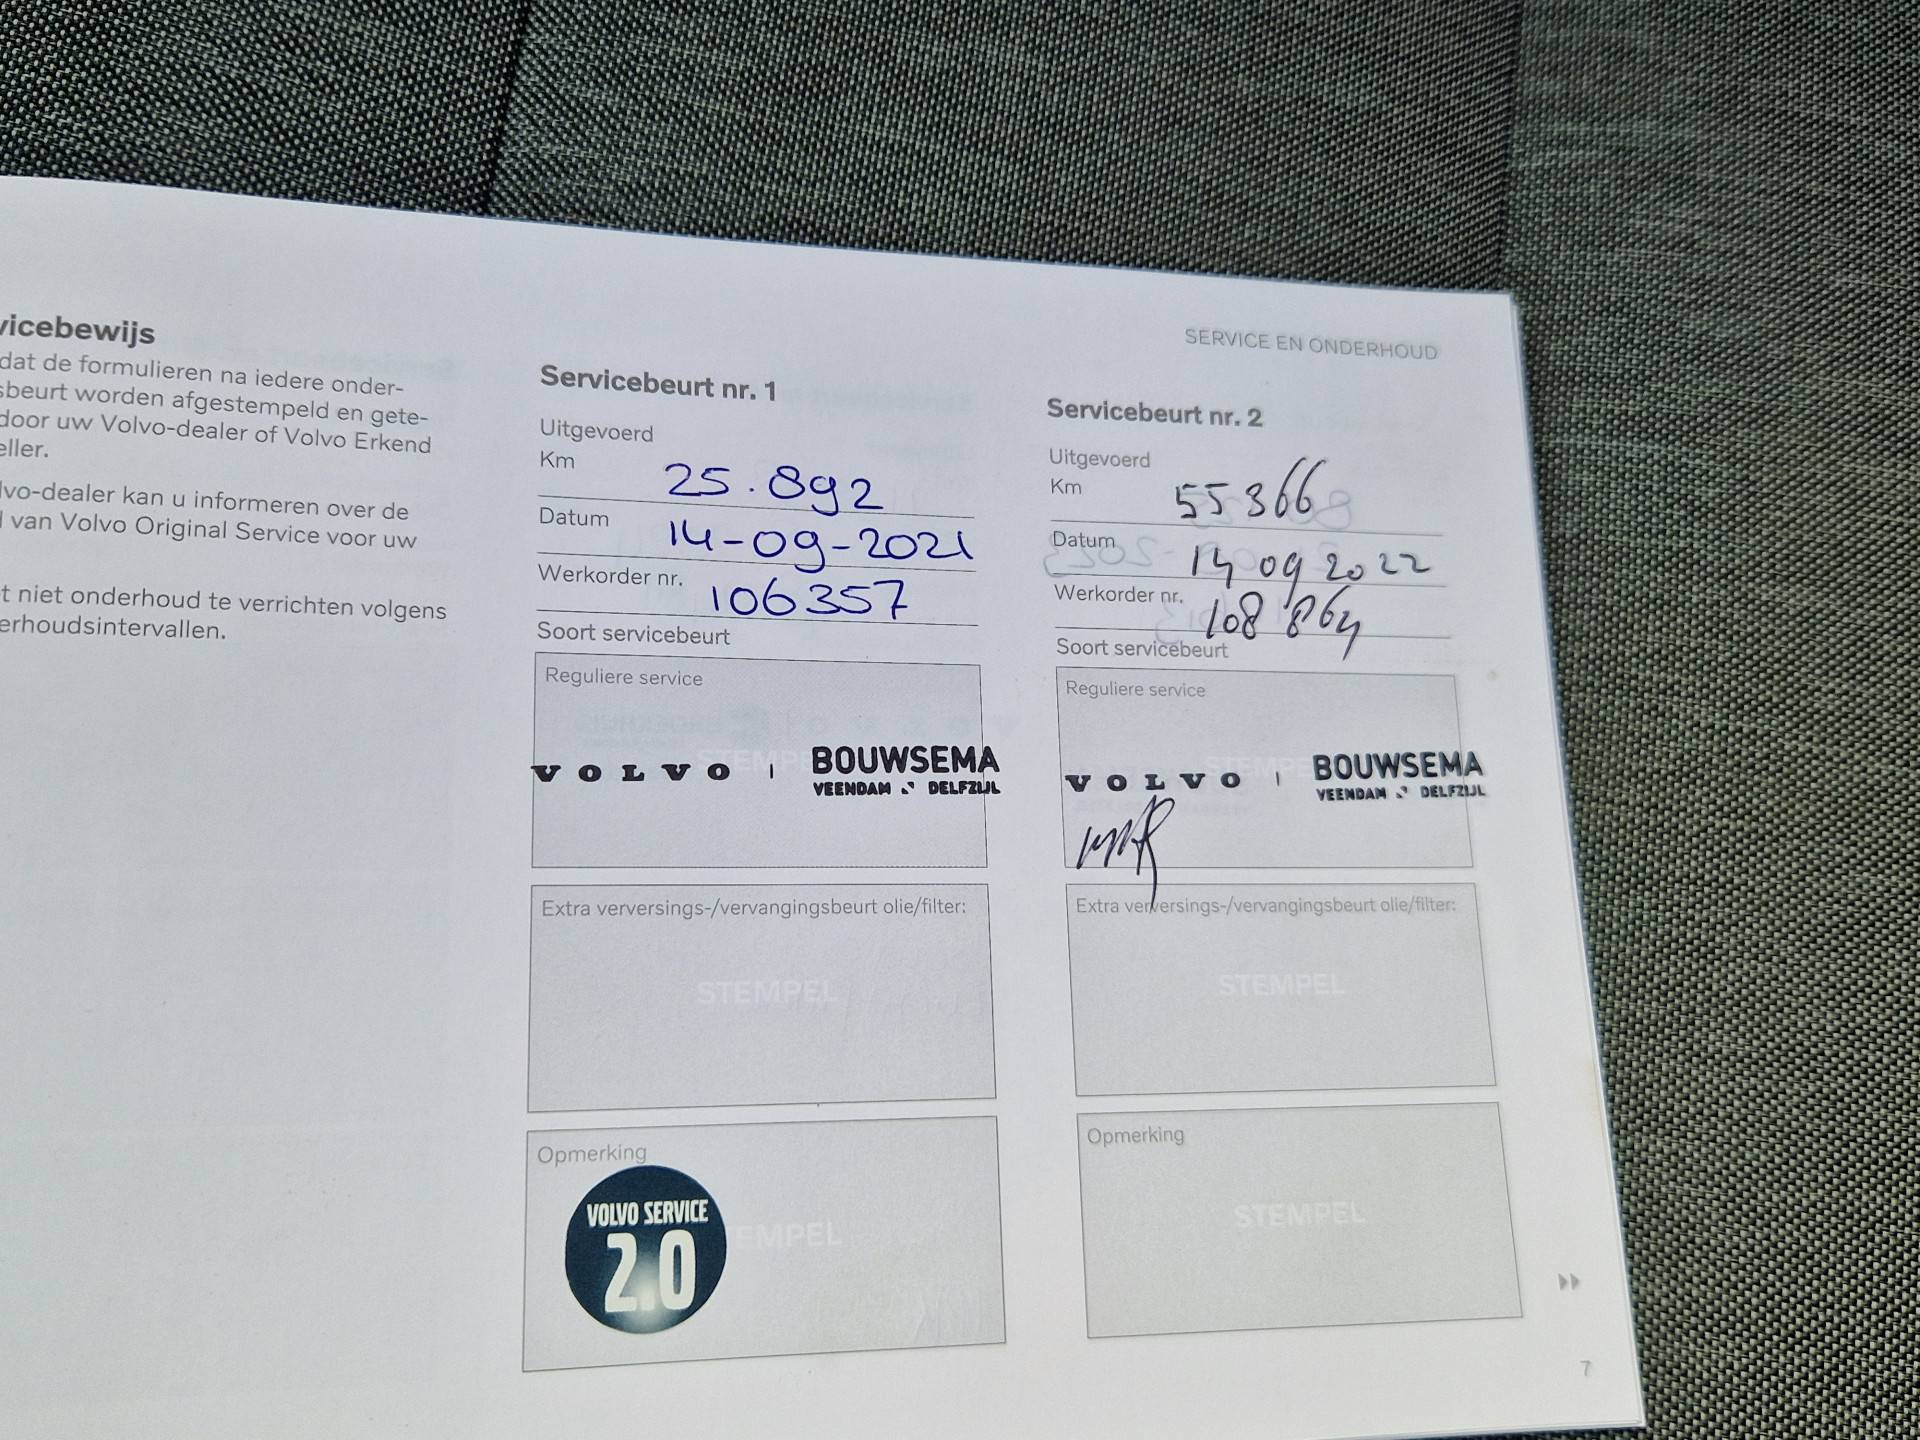 SERVICE EN ONDERHOUD
vicebewijs
dat de formulieren na iedere onder-
sbeurt worden afgestempeld en gete-
door uw Volvo-dealer of Volvo Erkend
eller.
lvo-dealer kan u informeren over de
van Volvo Original Service voor uw
t niet onderhoud te verrichten volgens
erhoudsintervallen.
Servicebeurt nr. 1
Uitgevoerd
Km 25.892
Datum 14-09-2021
Werkorder nr. 106357
Soort servicebeurt
Reguliere service
STEMPEL
VOLVO | BOUWSEMA
VEENDAM DELFZIJL
Extra verversings-/vervangingsbeurt olie/filter:
STEMPEL
Opmerking
VOLVO SERVICE
2.0
EMPEL
Servicebeurt nr. 2
Uitgevoerd
Km 55366
Datum 14 09 2022
Werkorder nr. 108864
Soort servicebeurt
Reguliere service
STEMPEL
VOLVO | BOUWSEMA
VEENDAM DELFZIJL
Extra verversings-/vervangingsbeurt olie/filter:
STEMPEL
Opmerking
STEMPEL
7